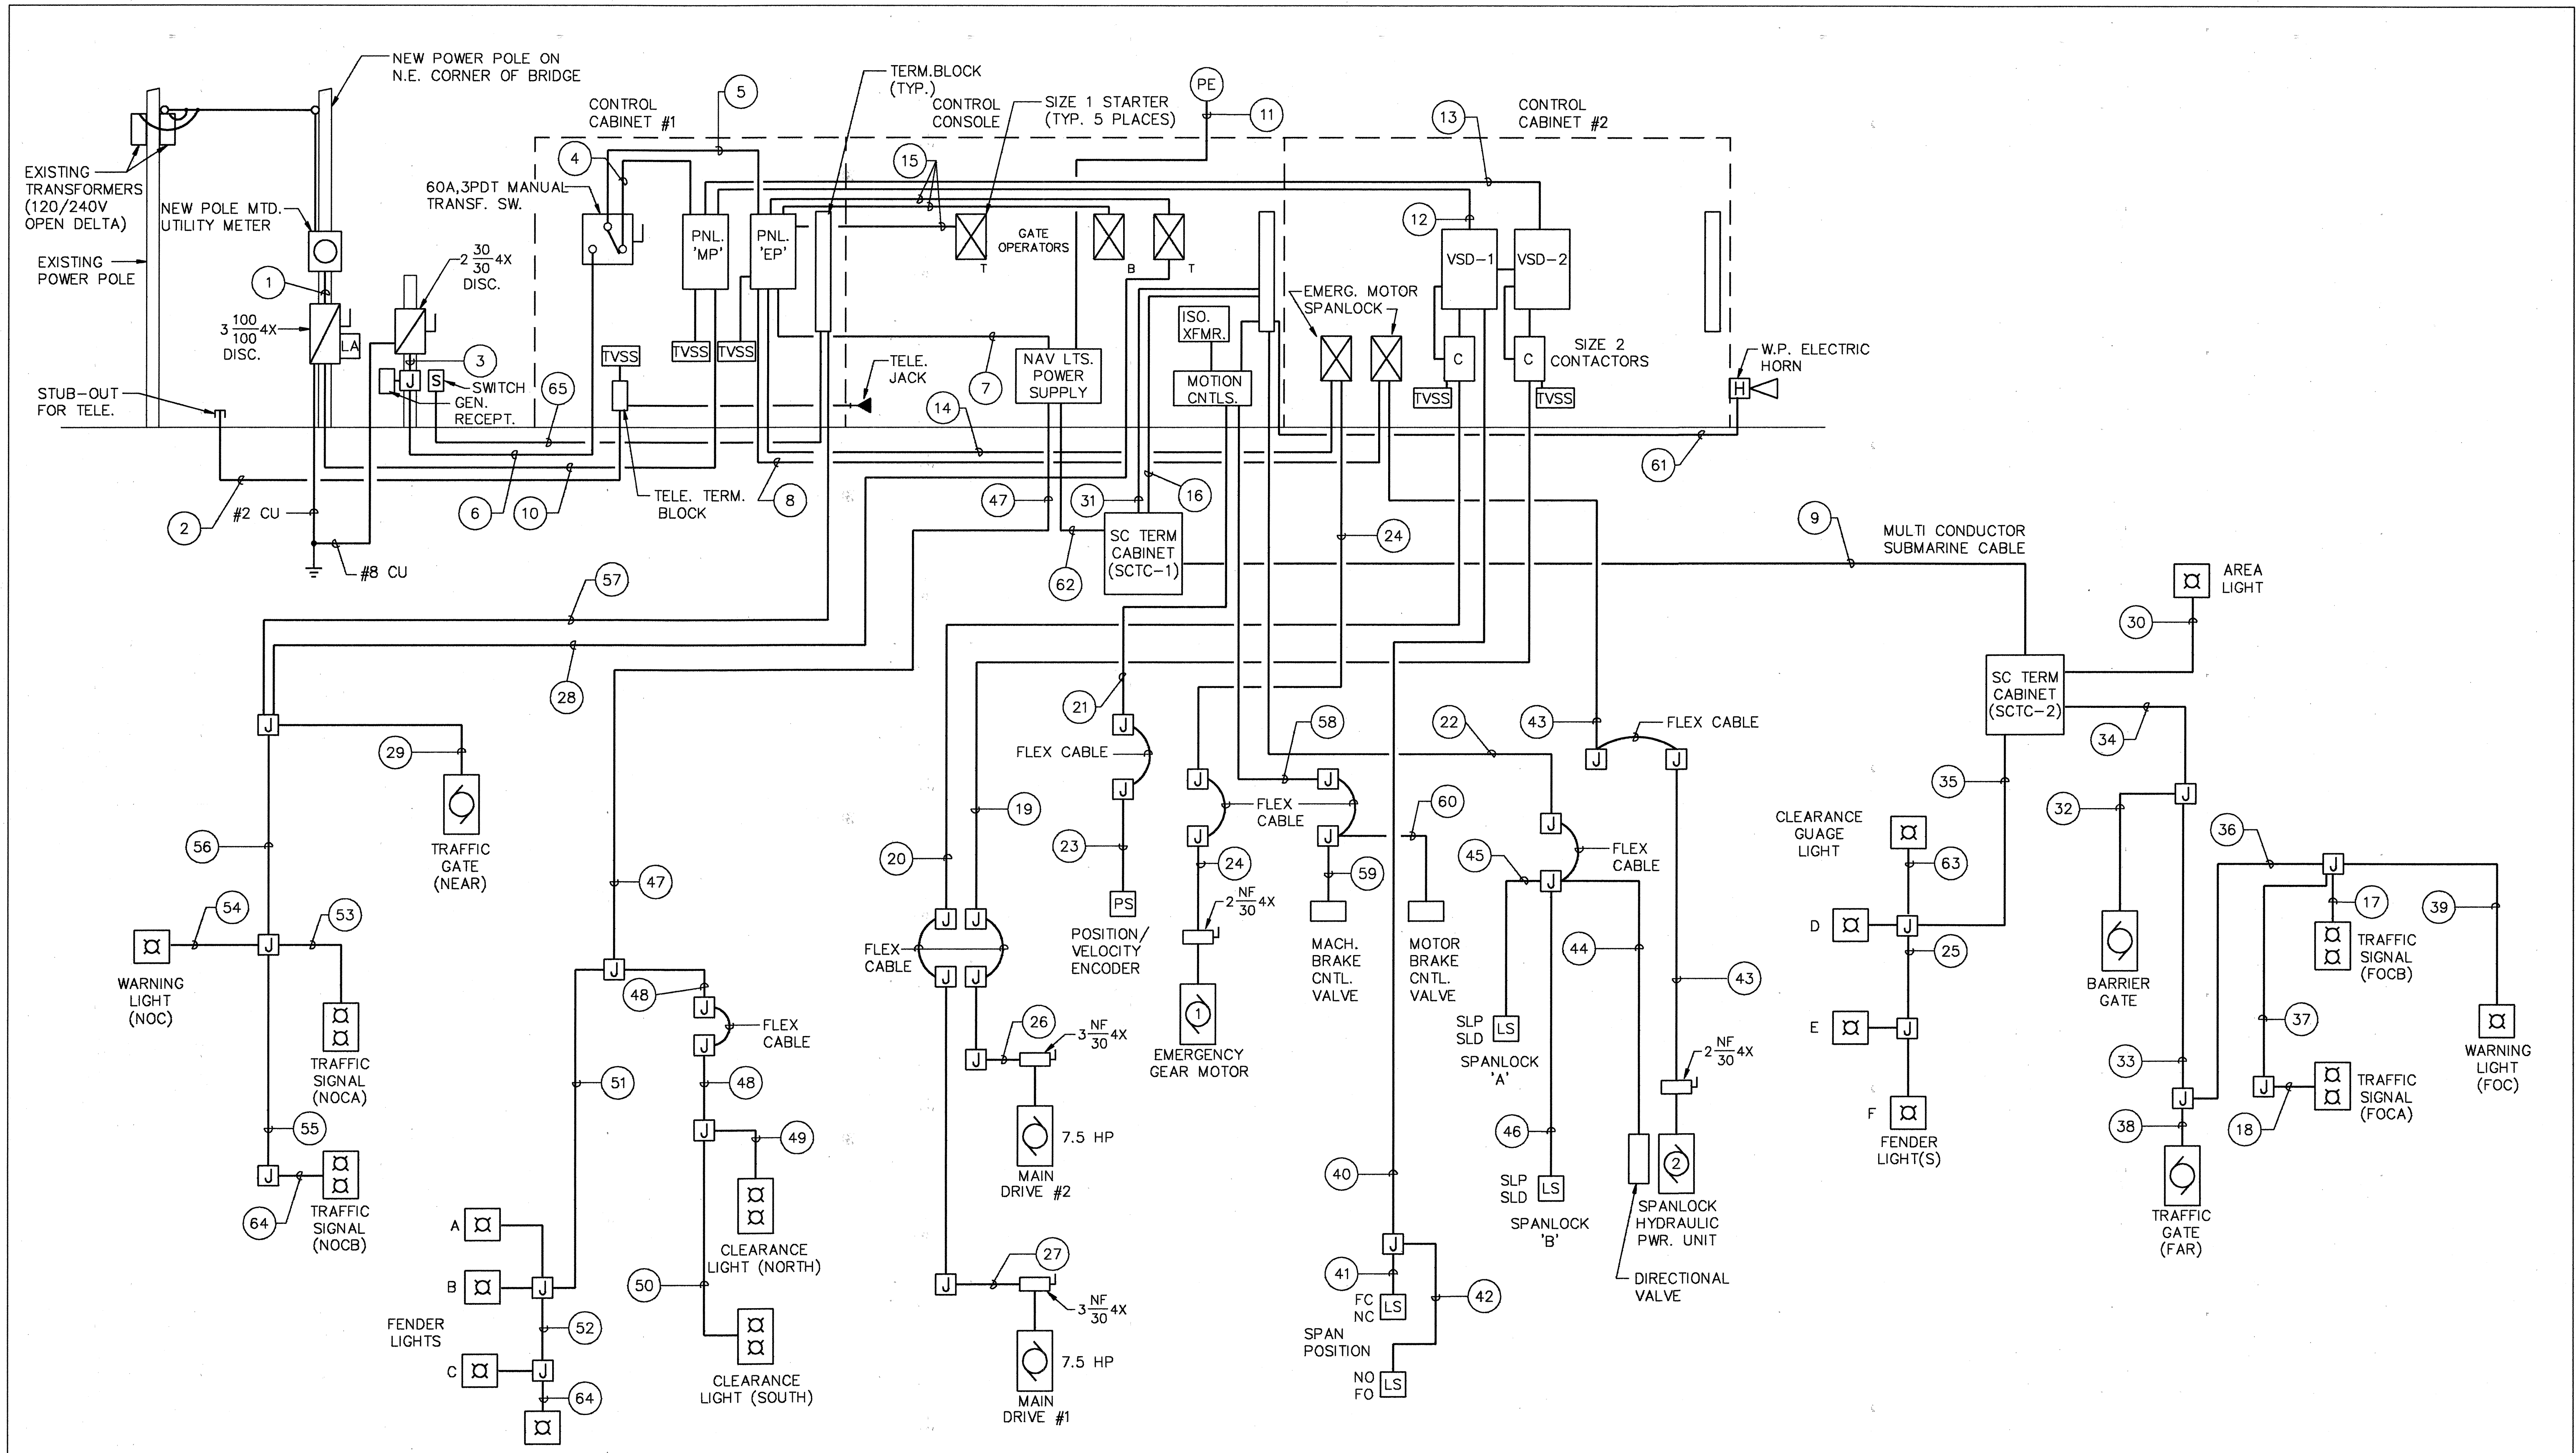 NEW POWER POLE ON
N.E. CORNER OF BRIDGE
EXISTING
TRANSFORMERS
(120/240V
OPEN DELTA)
NEW POLE MTD.
UTILITY METER
EXISTING
POWER POLE
1
3 100/100 4X
DISC.
LA
2 30/30 4X
DISC.
3
J
S
SWITCH
GEN.
RECEPT.
65
STUB-OUT
FOR TELE.
2
#2 CU
#8 CU
6
10
CONTROL
CABINET #1
4
5
60A,3PDT MANUAL
TRANSF. SW.
PNL.
'MP'
PNL.
'EP'
TVSS
TVSS
TVSS
TELE. TERM.
BLOCK
8
TERM.BLOCK
(TYP.)
CONTROL
CONSOLE
SIZE 1 STARTER
(TYP. 5 PLACES)
15
T
GATE
OPERATORS
B
T
PE
11
TELE.
JACK
7
14
NAV LTS.
POWER
SUPPLY
ISO.
XFMR.
MOTION
CNTLS.
CONTROL
CABINET #2
13
12
EMERG. MOTOR
SPANLOCK
VSD-1
VSD-2
C
C
SIZE 2
CONTACTORS
TVSS
TVSS
W.P. ELECTRIC
HORN
H
61
47
31
16
SC TERM
CABINET
(SCTC-1)
62
24
9
MULTI CONDUCTOR
SUBMARINE CABLE
AREA
LIGHT
30
SC TERM
CABINET
(SCTC-2)
34
35
57
28
J
29
TRAFFIC
GATE
(NEAR)
56
54
53
J
WARNING
LIGHT
(NOC)
TRAFFIC
SIGNAL
(NOCA)
55
J
64
TRAFFIC
SIGNAL
(NOCB)
47
J
48
51
J
FLEX
CABLE
J
48
J
49
CLEARANCE
LIGHT (NORTH)
50
CLEARANCE
LIGHT (SOUTH)
A
B
J
FENDER
LIGHTS
52
C
J
64
20
19
J
J
FLEX
CABLE
J
J
26
3 NF/30 4X
J
7.5 HP
MAIN
DRIVE #2
27
J
3 NF/30 4X
7.5 HP
MAIN
DRIVE #1
21
J
FLEX CABLE
J
23
PS
POSITION/
VELOCITY
ENCODER
J
J
24
2 NF/30 4X
1
EMERGENCY
GEAR MOTOR
58
J
FLEX
CABLE
J
60
59
MACH.
BRAKE
CNTL.
VALVE
MOTOR
BRAKE
CNTL.
VALVE
40
J
41
42
FC
NC
LS
SPAN
POSITION
NO
FO
LS
22
J
FLEX
CABLE
45
J
44
SLP
SLD
LS
SPANLOCK
'A'
46
SLP
SLD
LS
SPANLOCK
'B'
43
FLEX CABLE
J
J
43
2 NF/30 4X
2
SPANLOCK
HYDRAULIC
PWR. UNIT
DIRECTIONAL
VALVE
CLEARANCE
GUAGE
LIGHT
63
D
J
25
E
J
F
FENDER
LIGHT(S)
32
J
BARRIER
GATE
33
J
38
TRAFFIC
GATE
(FAR)
36
J
17
TRAFFIC
SIGNAL
(FOCB)
39
37
J
18
TRAFFIC
SIGNAL
(FOCA)
WARNING
LIGHT
(FOC)